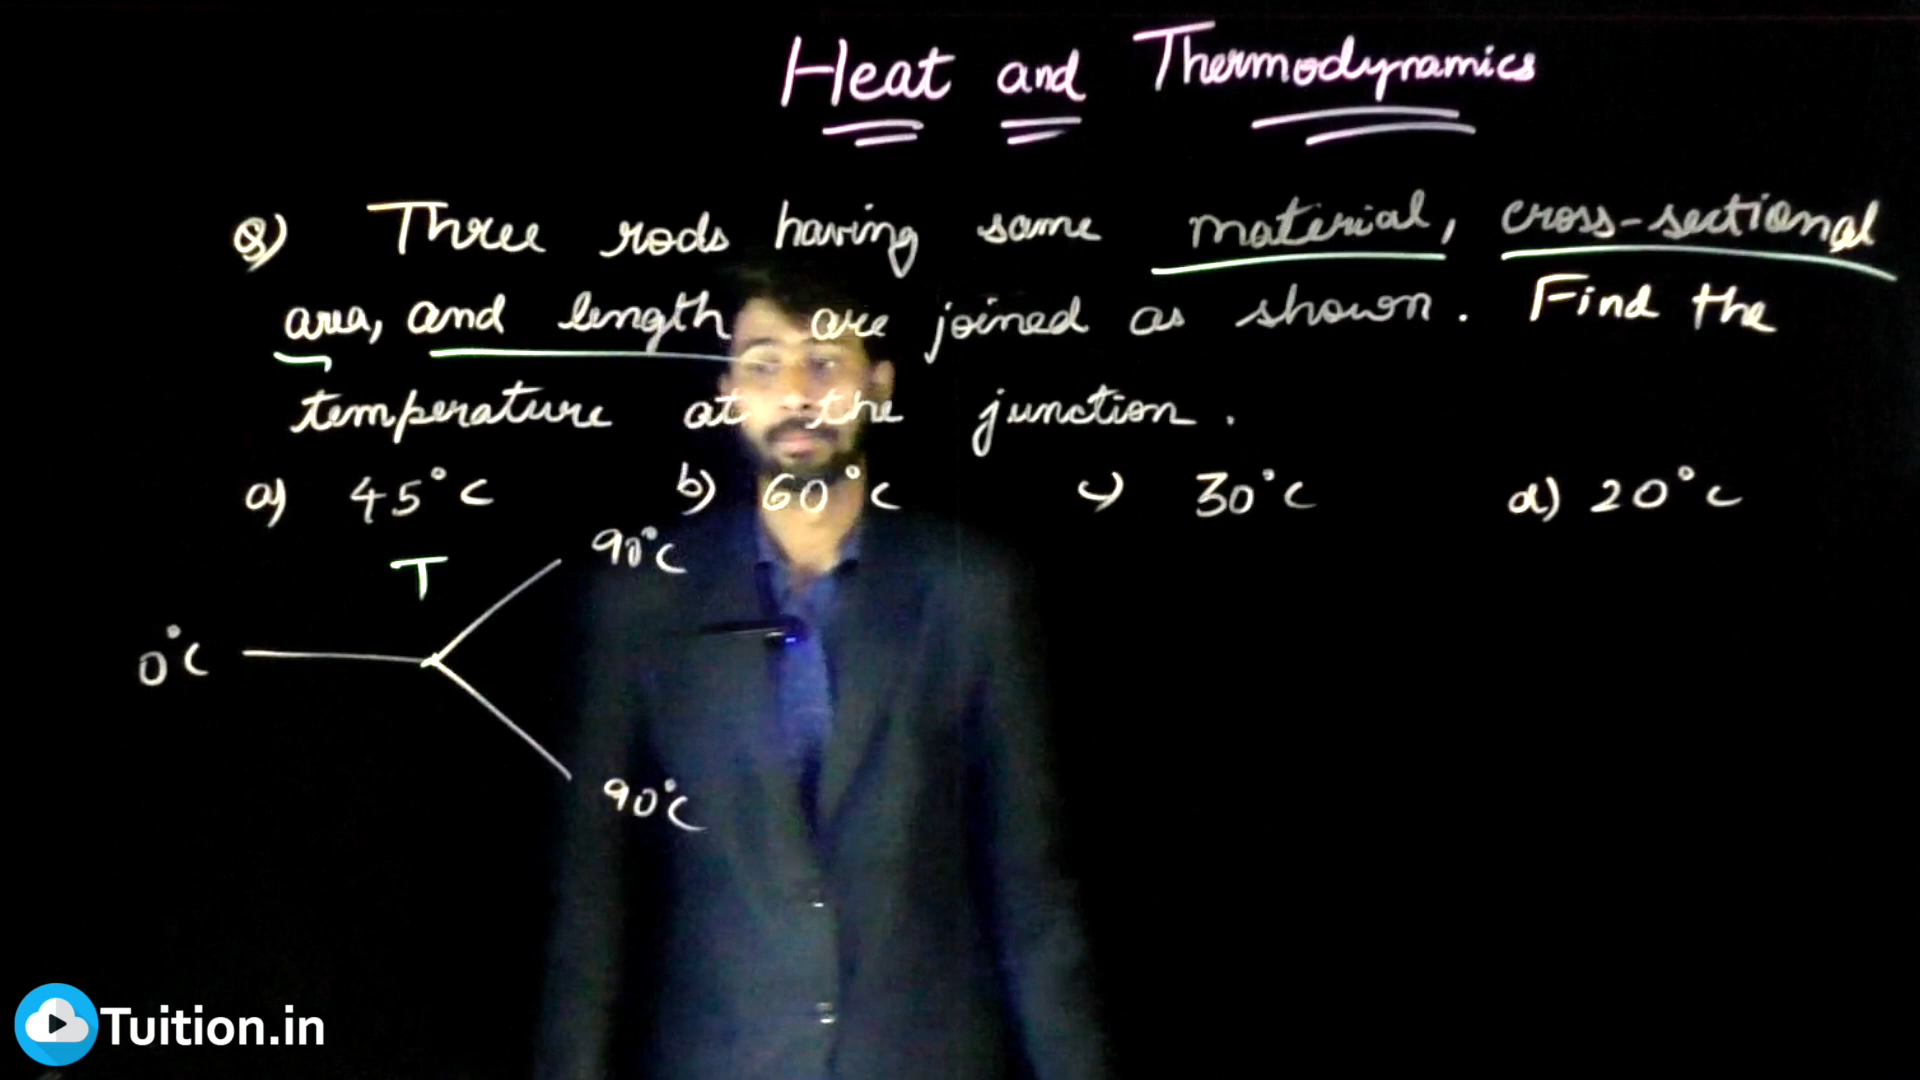 Heat and Thermodynamics
Q) Three rods having same material, cross-sectional
area, and length are joined as shown. Find the
temperature at the junction.
a) 45°C b) 60°C c) 30°C d) 20°C
T 90°C
0°C
90°C
Tuition.in